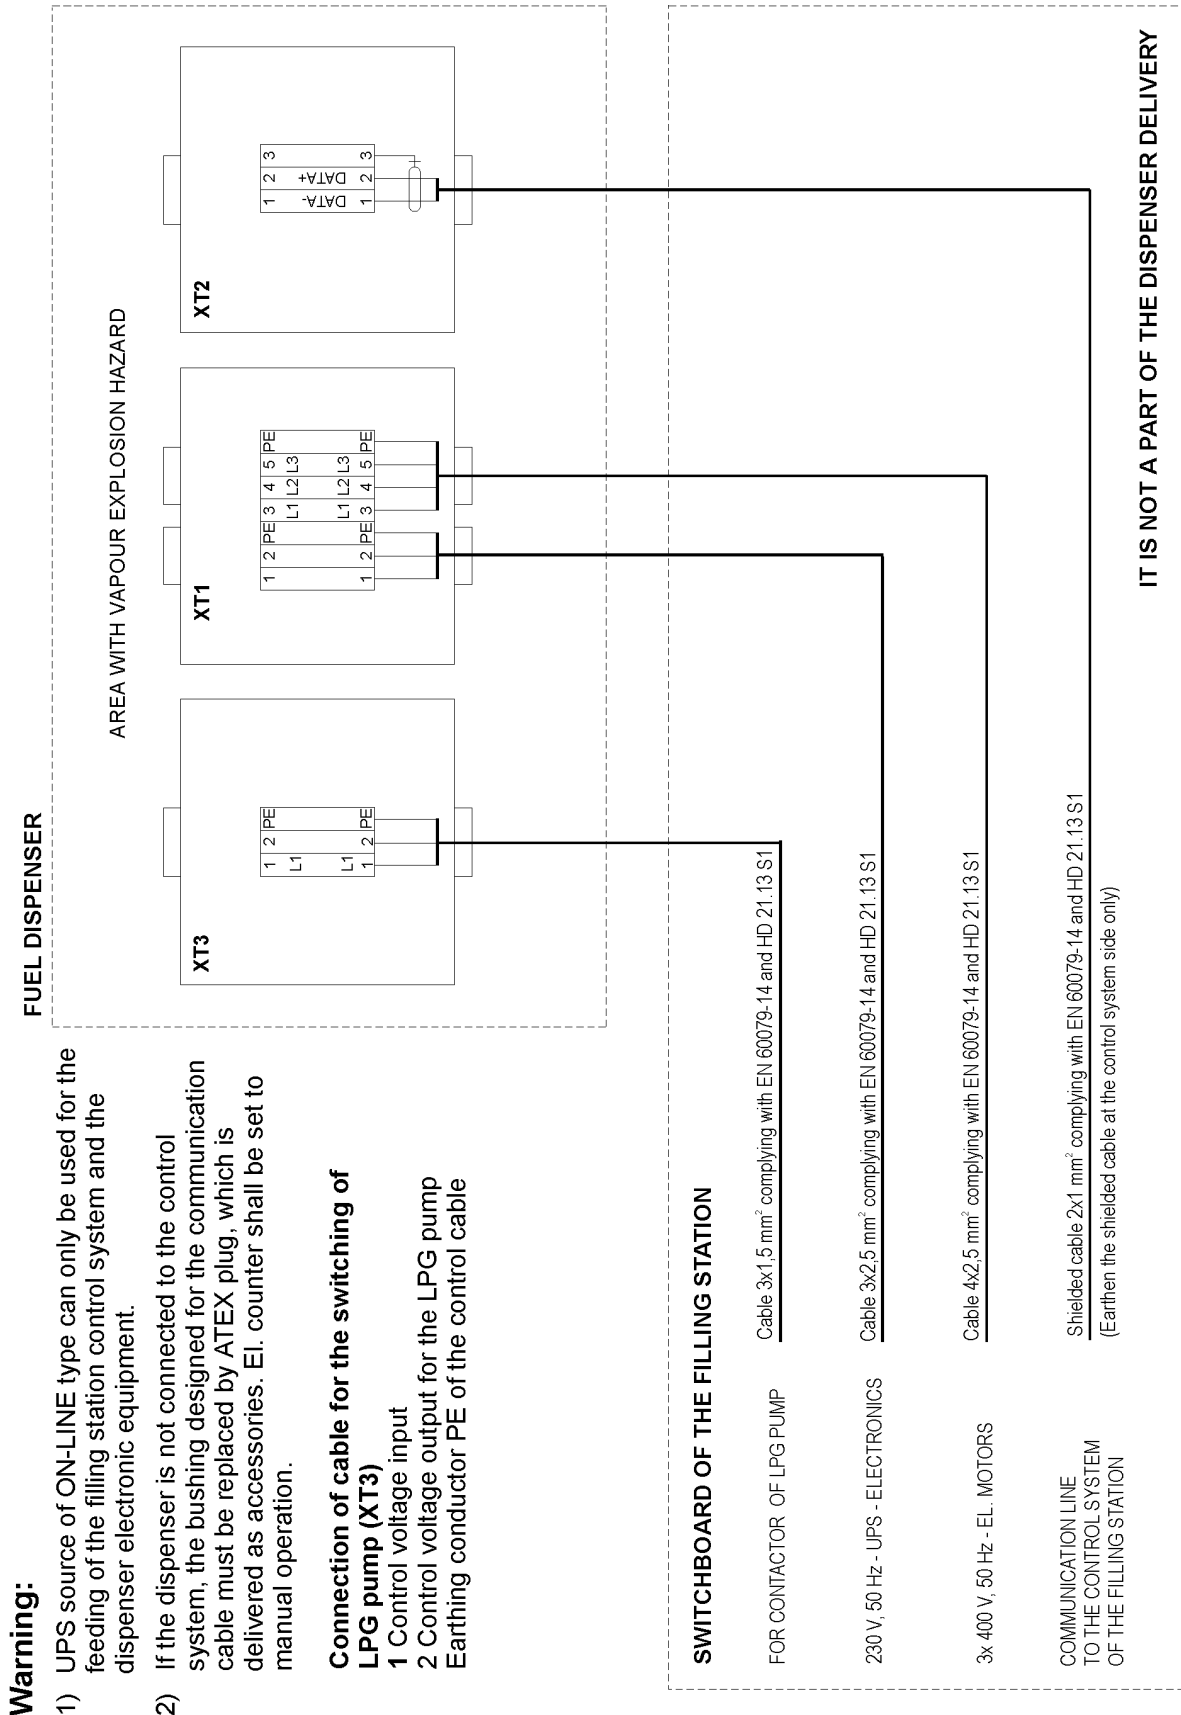 Warning:
1) UPS source of ON-LINE type can only be used for the
feeding of the filling station control system and the
dispenser electronic equipment.
2) If the dispenser is not connected to the control
system, the bushing designed for the communication
cable must be replaced by ATEX plug, which is
delivered as accessories. El. counter shall be set to
manual operation.
Connection of cable for the switching of
LPG pump (XT3)
1 Control voltage input
2 Control voltage output for the LPG pump
Earthing conductor PE of the control cable
FUEL DISPENSER
AREA WITH VAPOUR EXPLOSION HAZARD
XT3
1 2 PE
L1
L1
1 2 PE
XT1
1 2 PE 3 4 5 PE
L1 L2 L3
L1 L2 L3
1 2 PE 3 4 5 PE
XT2
1 2 3
DATA-
DATA+
1 2 3
SWITCHBOARD OF THE FILLING STATION
FOR CONTACTOR OF LPG PUMP
Cable 3x1,5 mm² complying with EN 60079-14 and HD 21.13 S1
230 V, 50 Hz - UPS - ELECTRONICS
Cable 3x2,5 mm² complying with EN 60079-14 and HD 21.13 S1
3x 400 V, 50 Hz - EL. MOTORS
Cable 4x2,5 mm² complying with EN 60079-14 and HD 21.13 S1
COMMUNICATION LINE
TO THE CONTROL SYSTEM
OF THE FILLING STATION
Shielded cable 2x1 mm² complying with EN 60079-14 and HD 21.13 S1
(Earthen the shielded cable at the control system side only)
IT IS NOT A PART OF THE DISPENSER DELIVERY